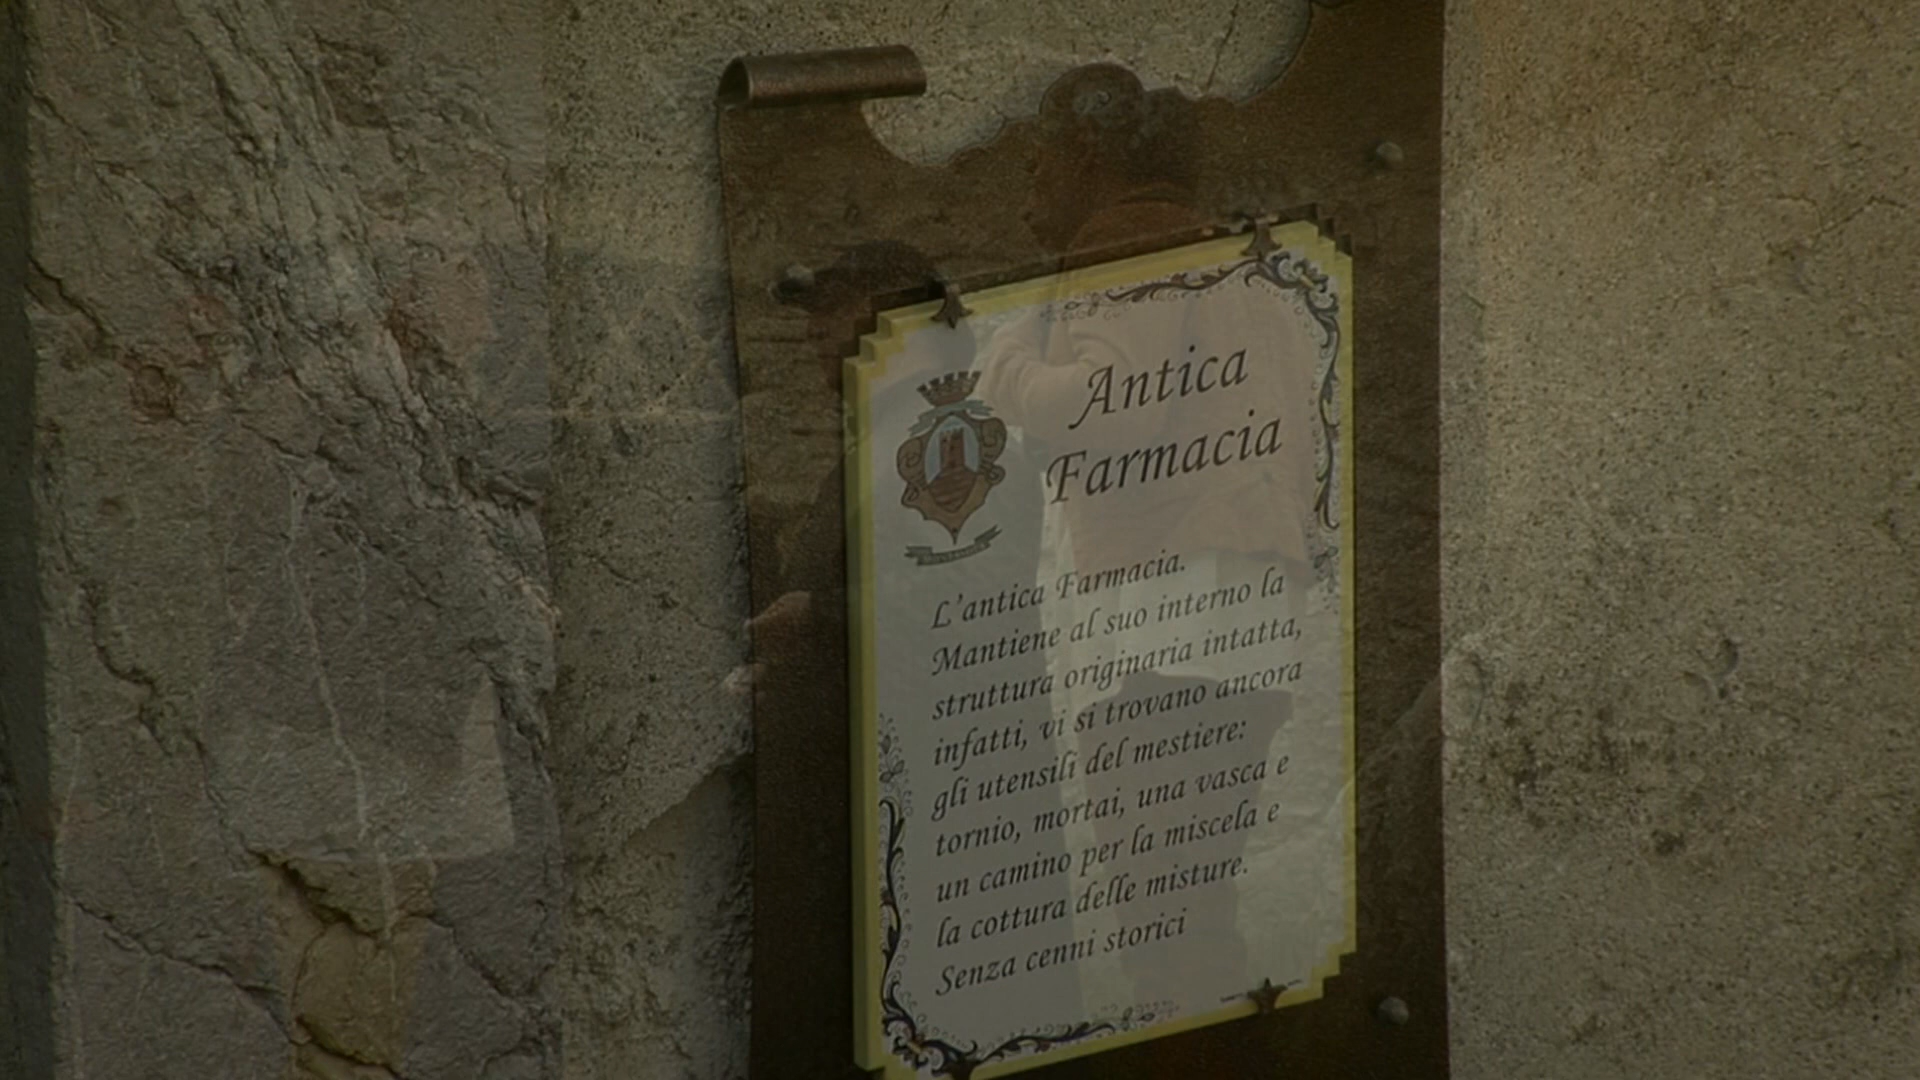 Antica
Farmacia
L'antica Farmacia.
Mantiene al suo interno la
struttura originaria intatta,
infatti, vi si trovano ancora
gli utensili del mestiere:
tornio, mortai, una vasca e
un camino per la miscela e
la cottura delle misture.
Senza cenni storici